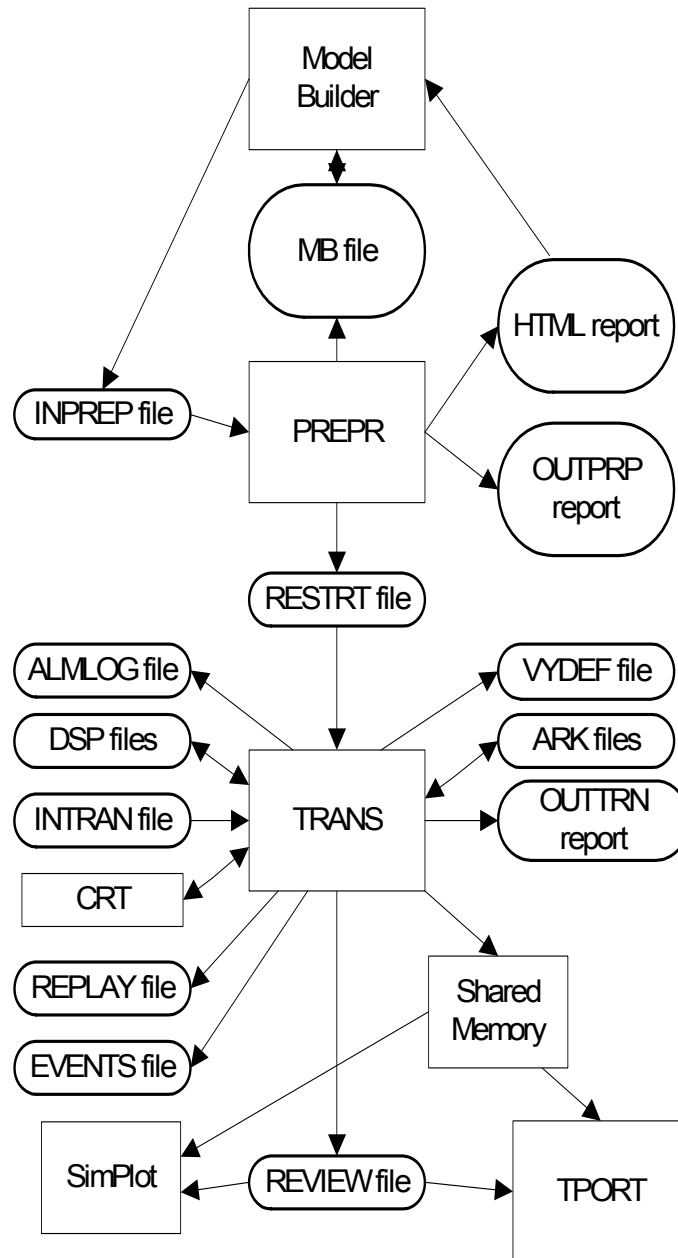 Model
Builder
MB file
HTML report
INPREP file
PREPR
OUTPRP
report
RESTRT file
ALMLOG file
VYDEF file
DSP files
ARK files
INTRAN file
TRANS
OUTTRN
report
CRT
REPLAY file
Shared
Memory
EVENTS file
SimPlot
REVIEW file
TPORT